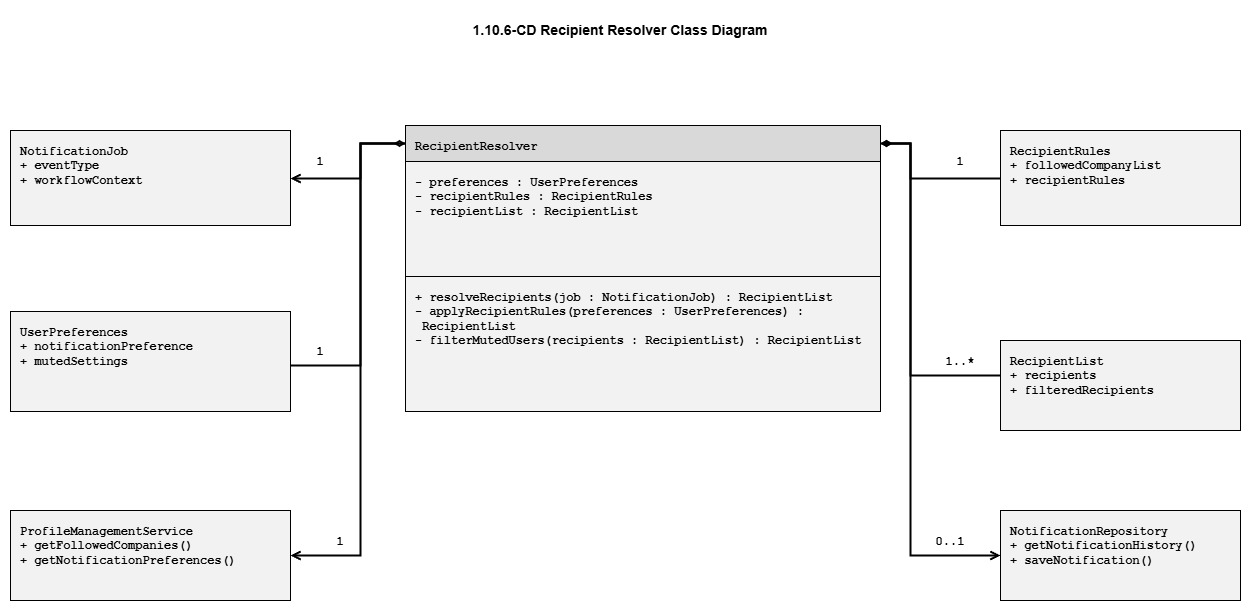 1.10.6-CD Recipient Resolver Class Diagram
NotificationJob
+ eventType
+ workflowContext
1
UserPreferences
+ notificationPreference
+ mutedSettings
1
ProfileManagementService
+ getFollowedCompanies()
+ getNotificationPreferences()
1
RecipientResolver
- preferences : UserPreferences
- recipientRules : RecipientRules
- recipientList : RecipientList
+ resolveRecipients(job : NotificationJob) : RecipientList
- applyRecipientRules(preferences : UserPreferences) :
RecipientList
- filterMutedUsers(recipients : RecipientList) : RecipientList
1
RecipientRules
+ followedCompanyList
+ recipientRules
1..*
RecipientList
+ recipients
+ filteredRecipients
0..1
NotificationRepository
+ getNotificationHistory()
+ saveNotification()